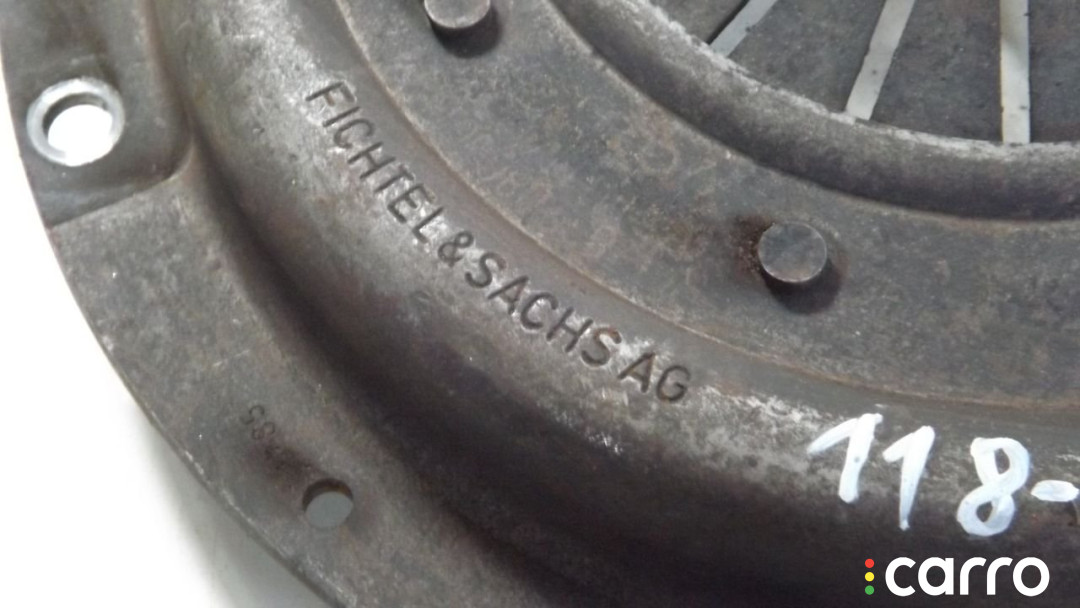 FICHTEL & SACHS AG
118-
carro